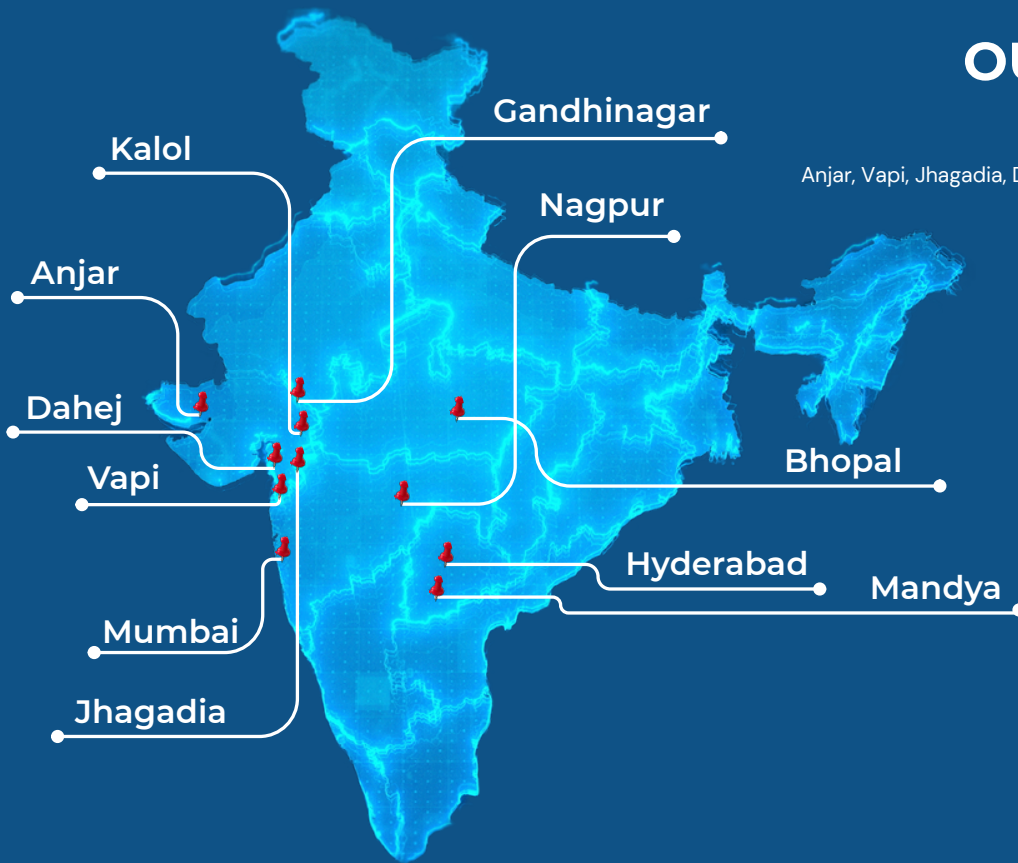 OU
Gandhinagar
Kalol
Anjar, Vapi, Jhagadia, D
Nagpur
Anjar
Dahej
Bhopal
Vapi
Hyderabad
Mandya
Mumbai
Jhagadia